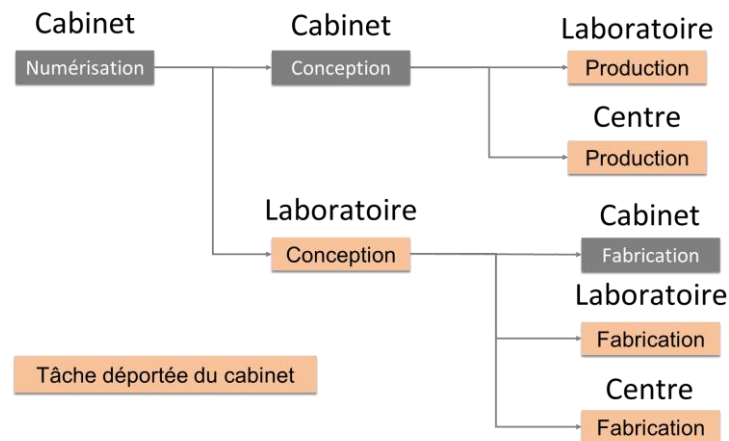 Cabinet
Numérisation
Cabinet
Conception
Laboratoire
Production
Centre
Production
Laboratoire
Conception
Cabinet
Fabrication
Laboratoire
Fabrication
Centre
Fabrication
Tâche déportée du cabinet